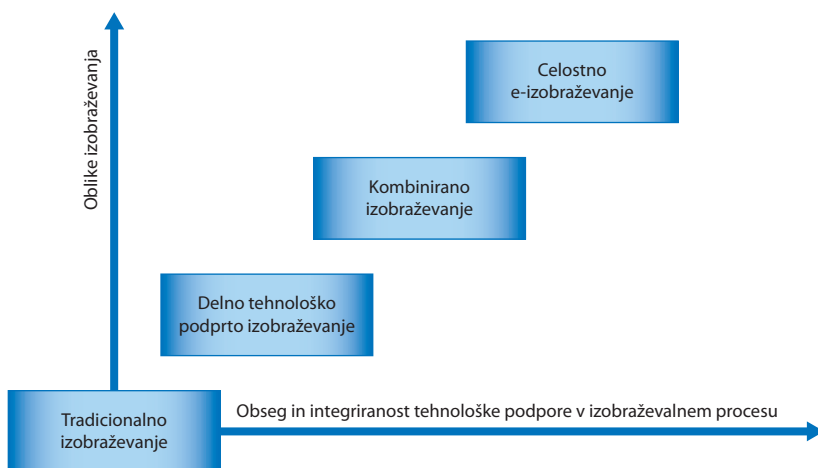 Oblike izobraževanja
Celostno
e-izobraževanje
Kombinirano
izobraževanje
Delno tehnološko
podprto izobraževanje
Tradicionalno
izobraževanje
Obseg in integriranost tehnološke podpore v izobraževalnem procesu